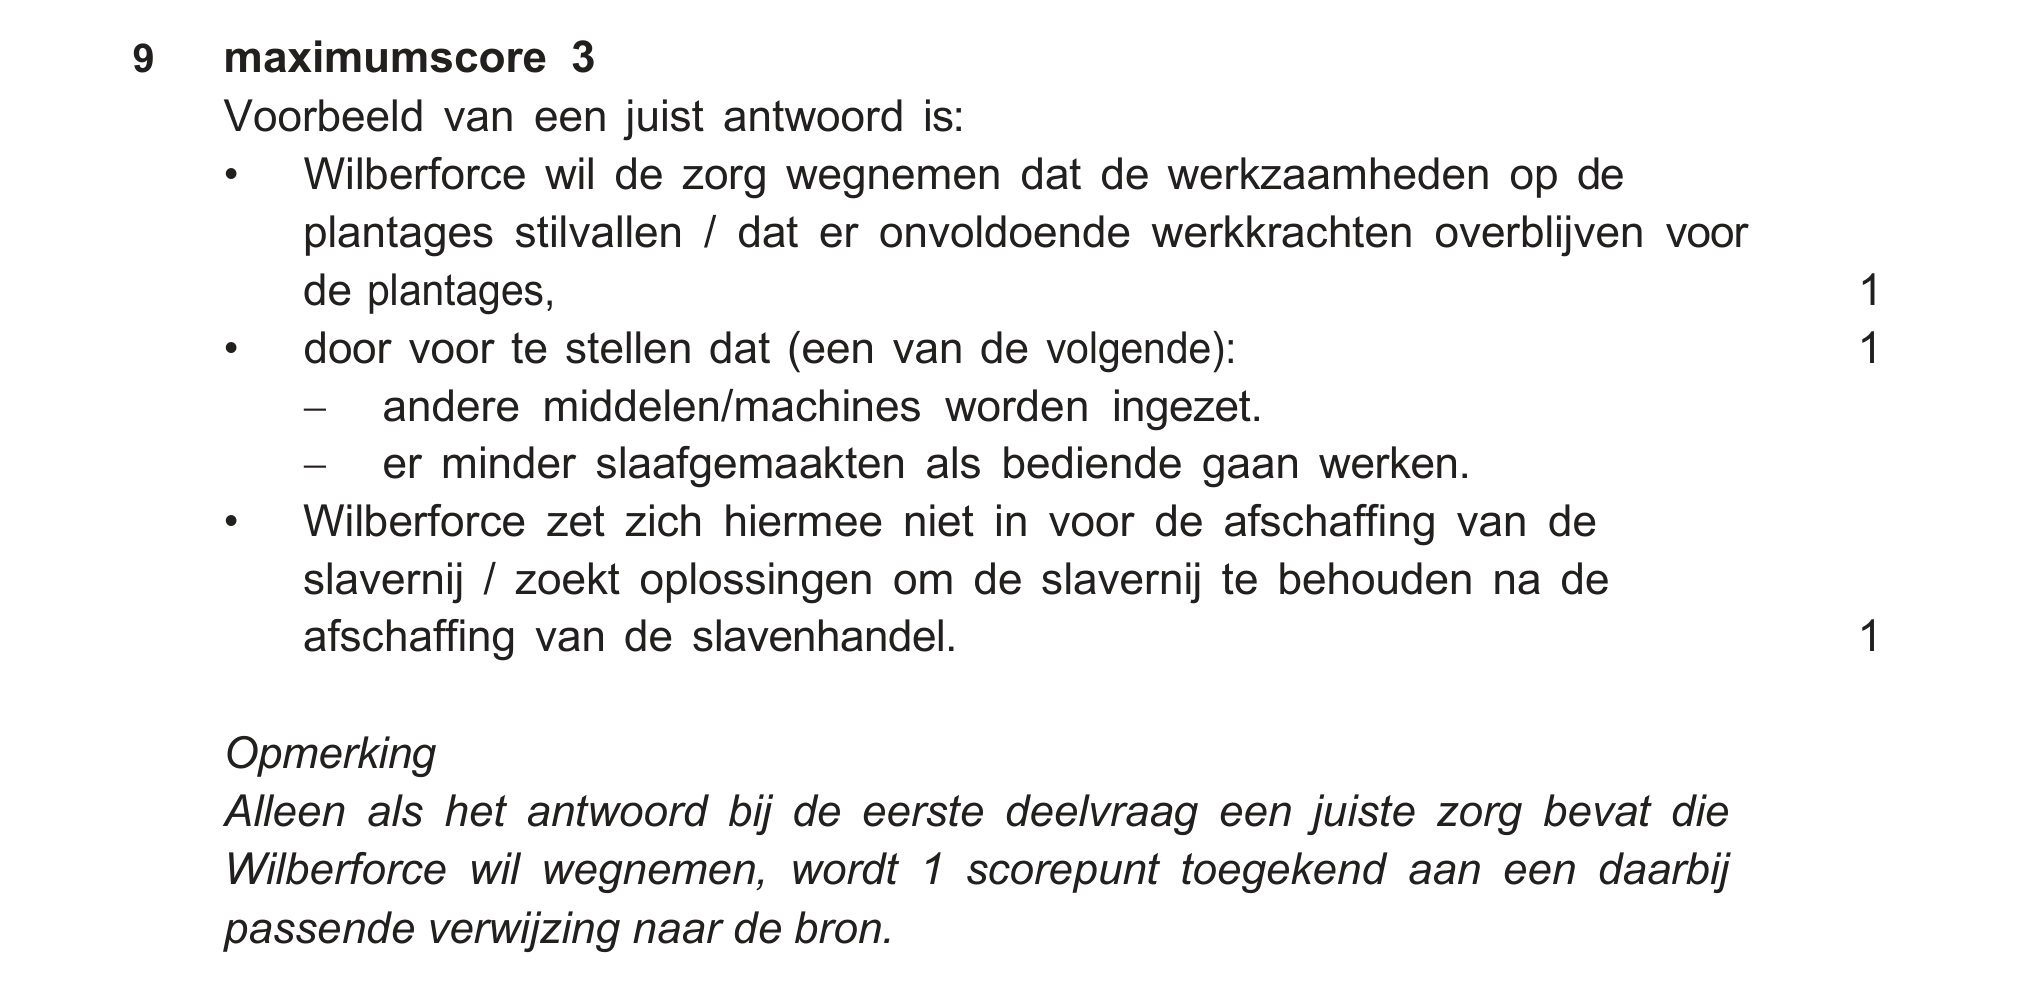 9 maximumscore 3
Voorbeeld van een juist antwoord is:
• Wilberforce wil de zorg wegnemen dat de werkzaamheden op de
plantages stilvallen / dat er onvoldoende werkkrachten overblijven voor
de plantages, 1
• door voor te stellen dat (een van de volgende): 1
− andere middelen/machines worden ingezet.
− er minder slaafgemaakten als bediende gaan werken.
• Wilberforce zet zich hiermee niet in voor de afschaffing van de
slavernij / zoekt oplossingen om de slavernij te behouden na de
afschaffing van de slavenhandel. 1
Opmerking
Alleen als het antwoord bij de eerste deelvraag een juiste zorg bevat die
Wilberforce wil wegnemen, wordt 1 scorepunt toegekend aan een daarbij
passende verwijzing naar de bron.